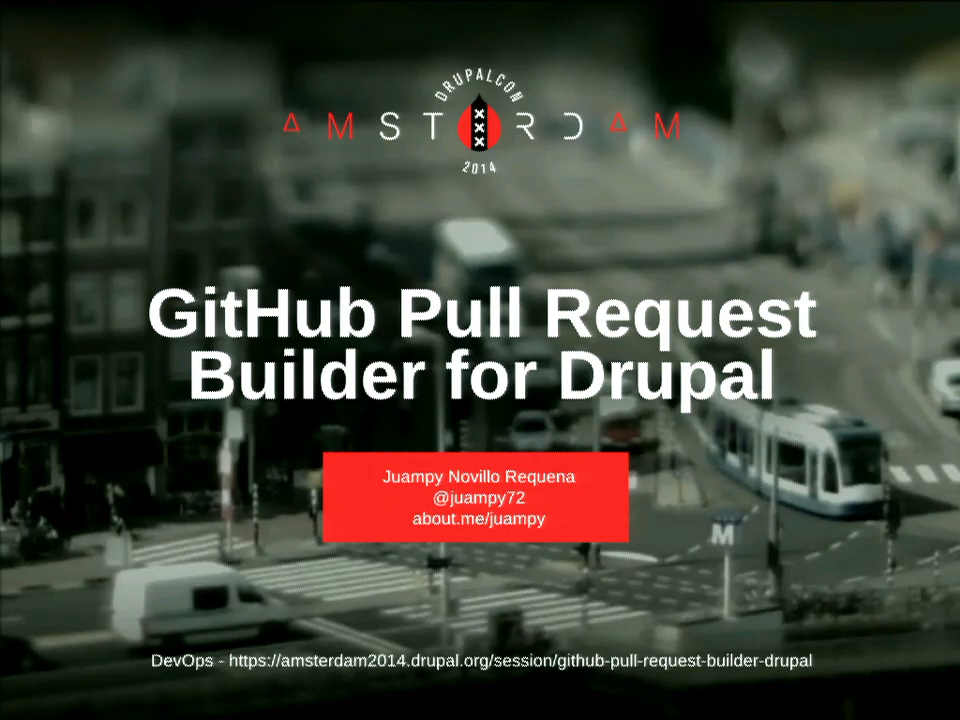 DRUPALCON
AMSTERDAM
2014
GitHub Pull Request
Builder for Drupal
Juampy Novillo Requena
@juampy72
about.me/juampy
M
DevOps - https://amsterdam2014.drupal.org/session/github-pull-request-builder-drupal